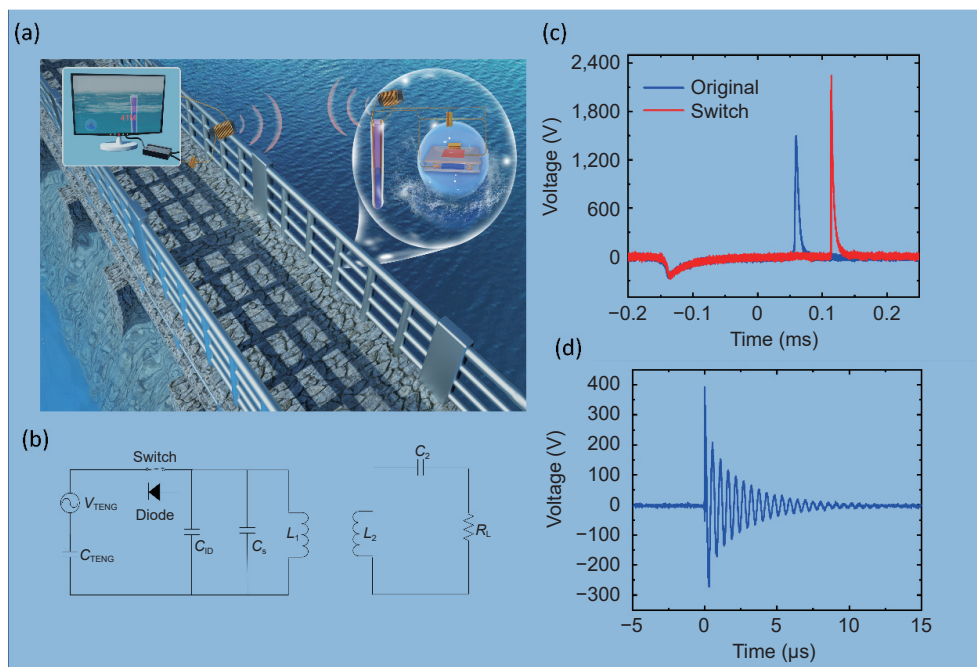 (a)
(b)
Switch
V_TENG
Diode
C_TENG
C_ID
C_s
L_1
L_2
C_2
R_L
(c)
2,400
1,800
1,200
600
0
Voltage (V)
Original
Switch
−0.2
−0.1
0
0.1
0.2
Time (ms)
(d)
400
300
200
100
0
−100
−200
−300
Voltage (V)
−5
0
5
10
15
Time (μs)